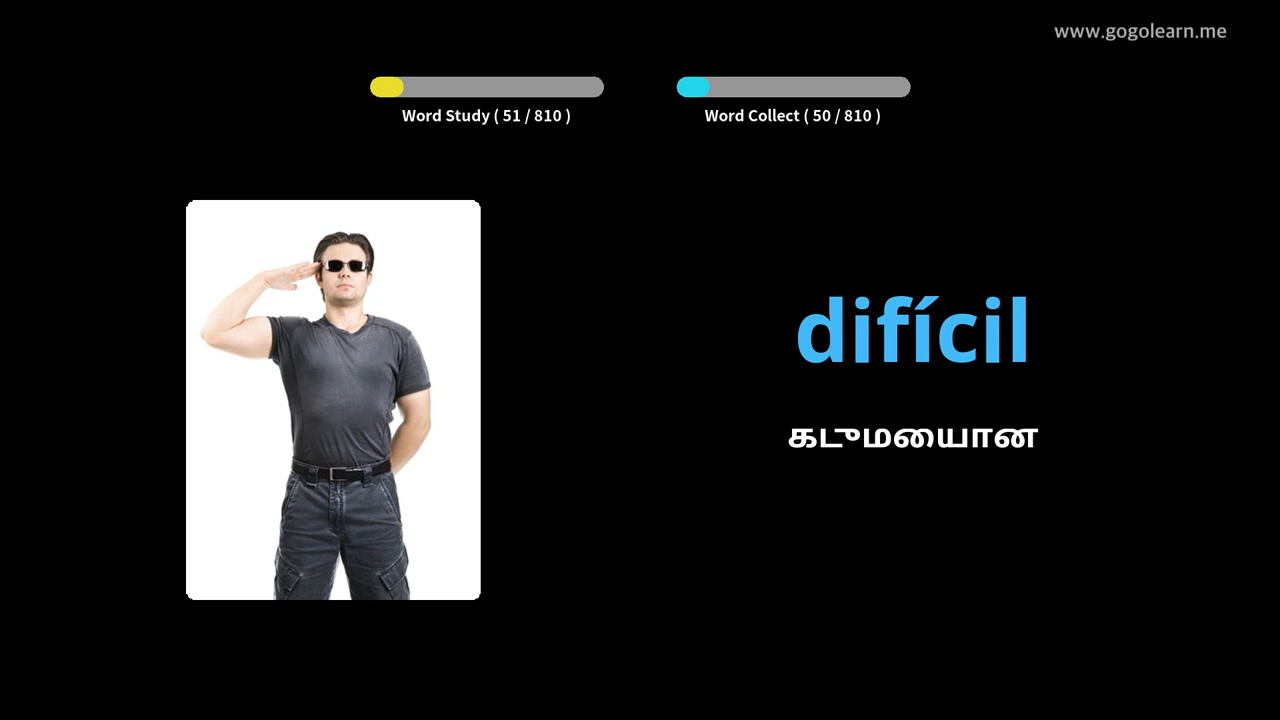 www.gogolearn.me
Word Study ( 51 / 810 )
Word Collect ( 50 / 810 )
difícil
கடுமையான